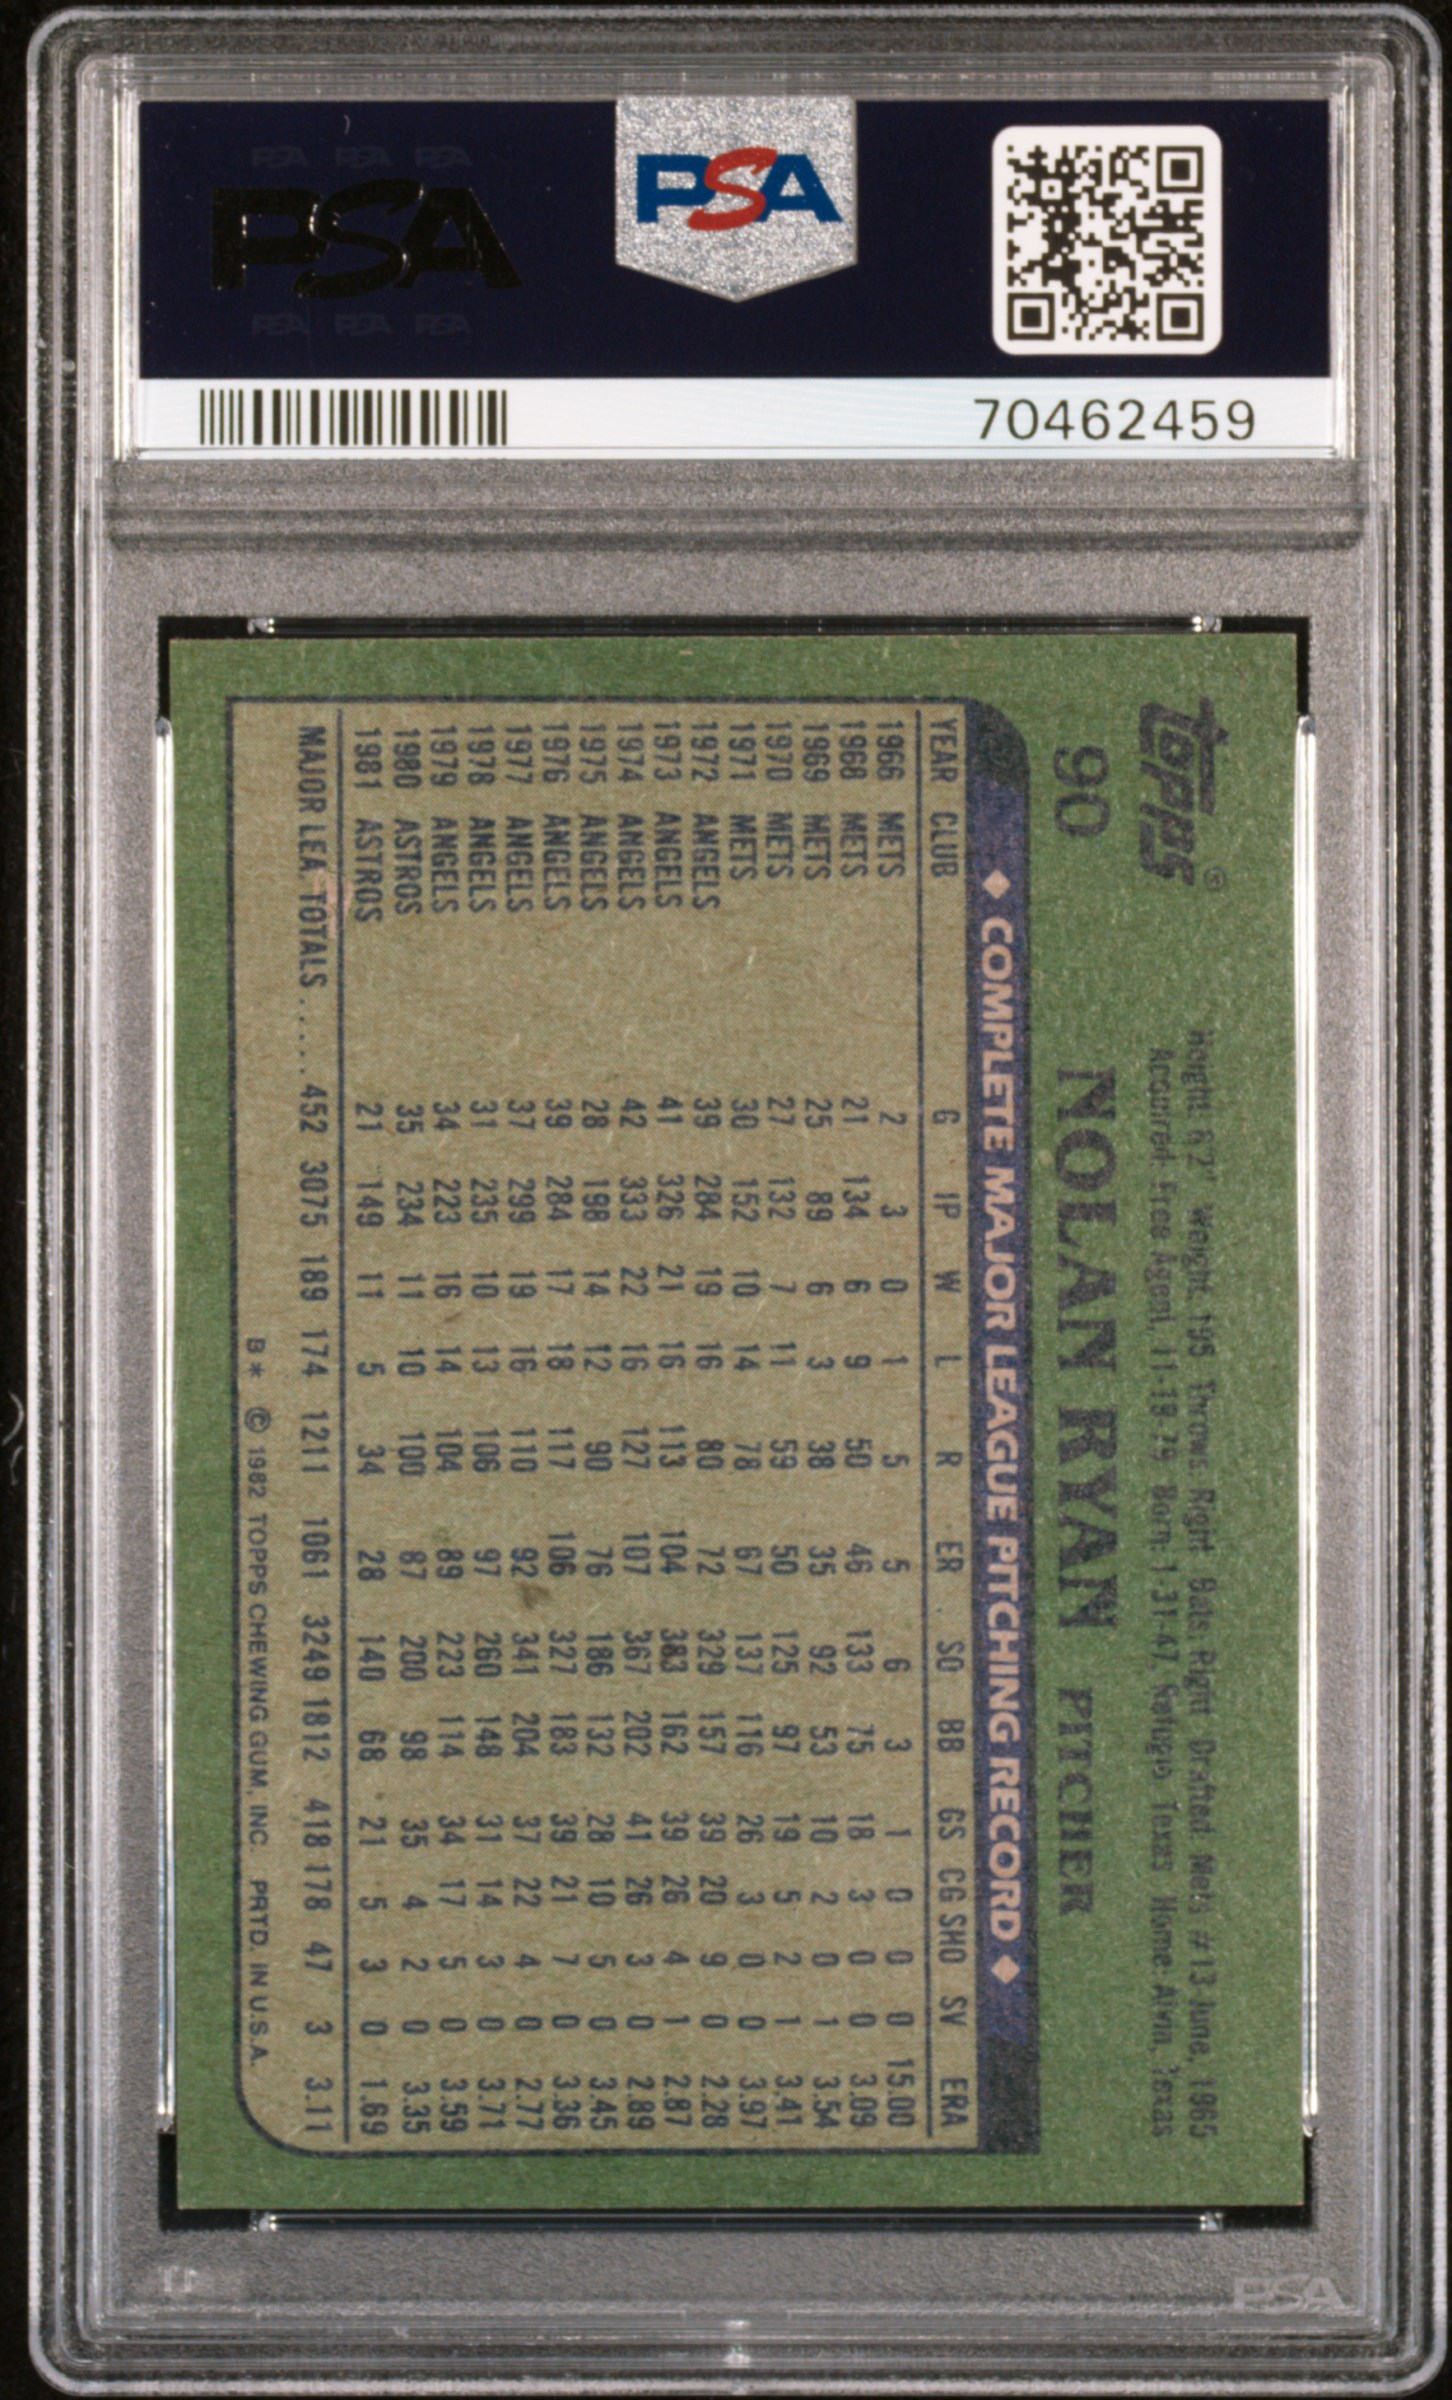 PSA PSA PSA
PSA
PSA PSA PSA
PSA
70462459
topps®
Height: 6'2" Weight: 195 Throws: Right Bats: Right Drafted: Mets #13-June, 1965
Acquired: Free Agent, 11-19-79 Born: 1-31-47, Refugio, Texas Home: Alvin, Texas
90 NOLAN RYAN PITCHER
◆ COMPLETE MAJOR LEAGUE PITCHING RECORD ◆
YEAR CLUB G IP W L R ER SO BB GS CG SHO SV ERA
1966 METS 2 3 0 1 5 5 6 3 1 0 0 0 15.00
1968 METS 21 134 6 9 50 46 133 75 18 3 0 0 3.09
1969 METS 25 89 6 3 38 35 92 53 10 2 0 1 3.54
1970 METS 27 132 7 11 59 50 125 97 19 5 2 1 3.41
1971 METS 30 152 10 14 78 67 137 116 26 3 0 0 3.97
1972 ANGELS 39 284 19 16 80 72 329 157 39 20 9 0 2.28
1973 ANGELS 41 326 21 16 113 104 383 162 39 26 4 1 2.87
1974 ANGELS 42 333 22 16 127 107 367 202 41 26 3 0 2.89
1975 ANGELS 28 198 14 12 90 76 186 132 28 10 5 0 3.45
1976 ANGELS 39 284 17 18 117 106 327 183 39 21 7 0 3.36
1977 ANGELS 37 299 19 16 110 92 341 204 37 22 4 0 2.77
1978 ANGELS 31 235 10 13 106 97 260 148 31 14 3 0 3.71
1979 ANGELS 34 223 16 14 104 89 223 114 34 17 5 0 3.59
1980 ASTROS 35 234 11 10 100 87 200 98 35 4 2 0 3.35
1981 ASTROS 21 149 11 5 34 28 140 68 21 5 3 0 1.69
MAJOR LEA. TOTALS..... 452 3075 189 174 1211 1061 3249 1812 418 178 47 3 3.11
B* © 1982 TOPPS CHEWING GUM, INC. PRTD. IN U.S.A.
PSA